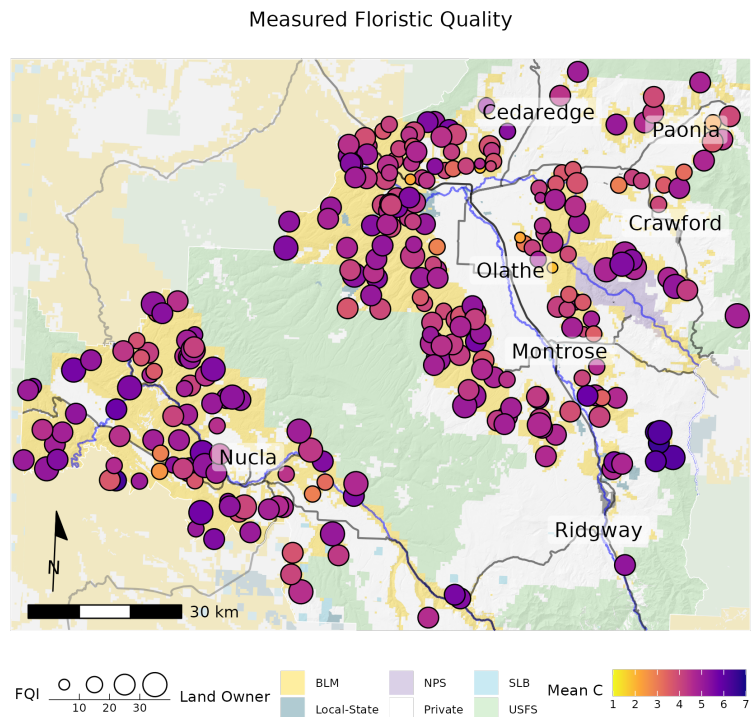 Measured Floristic Quality
Cedaredge
Paonia
Crawford
Olathe
Montrose
Nucla
Ridgway
N
30 km
FQI
10 20 30
Land Owner
BLM
NPS
SLB
Local-State
Private
USFS
Mean C
1 2 3 4 5 6 7